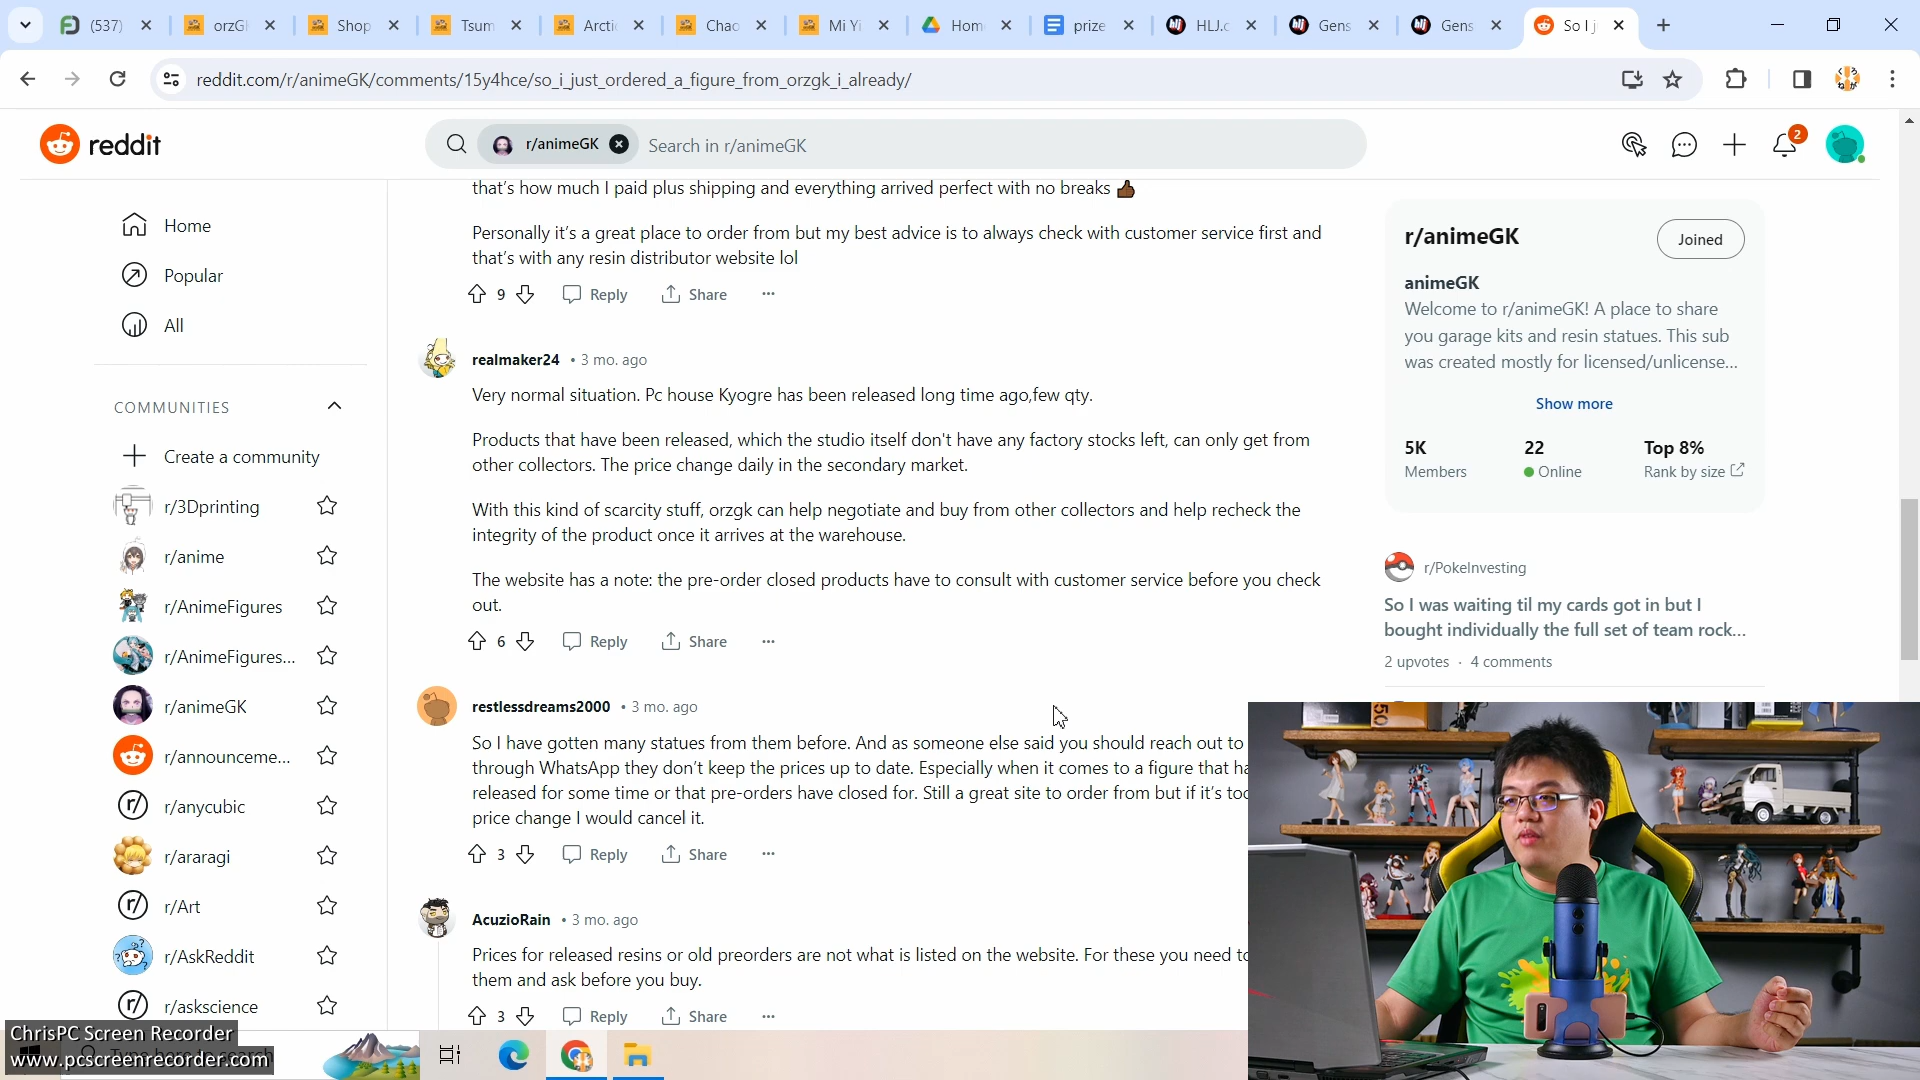 (537)
orzG
Shop
Tsum
Arctic
Chao
Mi Yi
Hom
prize
HLJ.c
Gens
Gens
So I j
reddit.com/r/animeGK/comments/15y4hce/so_i_just_ordered_a_figure_from_orzgk_i_already/
reddit
r/animeGK
Search in r/animeGK
2
Home
Popular
All
COMMUNITIES
Create a community
r/3Dprinting
r/anime
r/AnimeFigures
r/AnimeFigures...
r/animeGK
r/announceme...
r/anycubic
r/araragi
r/Art
r/AskReddit
r/askscience
that's how much I paid plus shipping and everything arrived perfect with no breaks
Personally it's a great place to order from but my best advice is to always check with customer service first and
that's with any resin distributor website lol
9 Reply Share ...
realmaker24 • 3 mo. ago
Very normal situation. Pc house Kyogre has been released long time ago,few qty.
Products that have been released, which the studio itself don't have any factory stocks left, can only get from
other collectors. The price change daily in the secondary market.
With this kind of scarcity stuff, orzgk can help negotiate and buy from other collectors and help recheck the
integrity of the product once it arrives at the warehouse.
The website has a note: the pre-order closed products have to consult with customer service before you check
out.
6 Reply Share ...
restlessdreams2000 • 3 mo. ago
So I have gotten many statues from them before. And as someone else said you should reach out to
through WhatsApp they don't keep the prices up to date. Especially when it comes to a figure that ha
released for some time or that pre-orders have closed for. Still a great site to order from but if it's too
price change I would cancel it.
3 Reply Share ...
AcuzioRain • 3 mo. ago
Prices for released resins or old preorders are not what is listed on the website. For these you need to
them and ask before you buy.
3 Reply Share ...
r/animeGK
Joined
animeGK
Welcome to r/animeGK! A place to share
you garage kits and resin statues. This sub
was created mostly for licensed/unlicense...
Show more
5K 22 Top 8%
Members Online Rank by size
r/PokeInvesting
So I was waiting til my cards got in but I
bought individually the full set of team rock...
2 upvotes · 4 comments
ChrisPC Screen Recorder
www.pcscreenrecorder.com